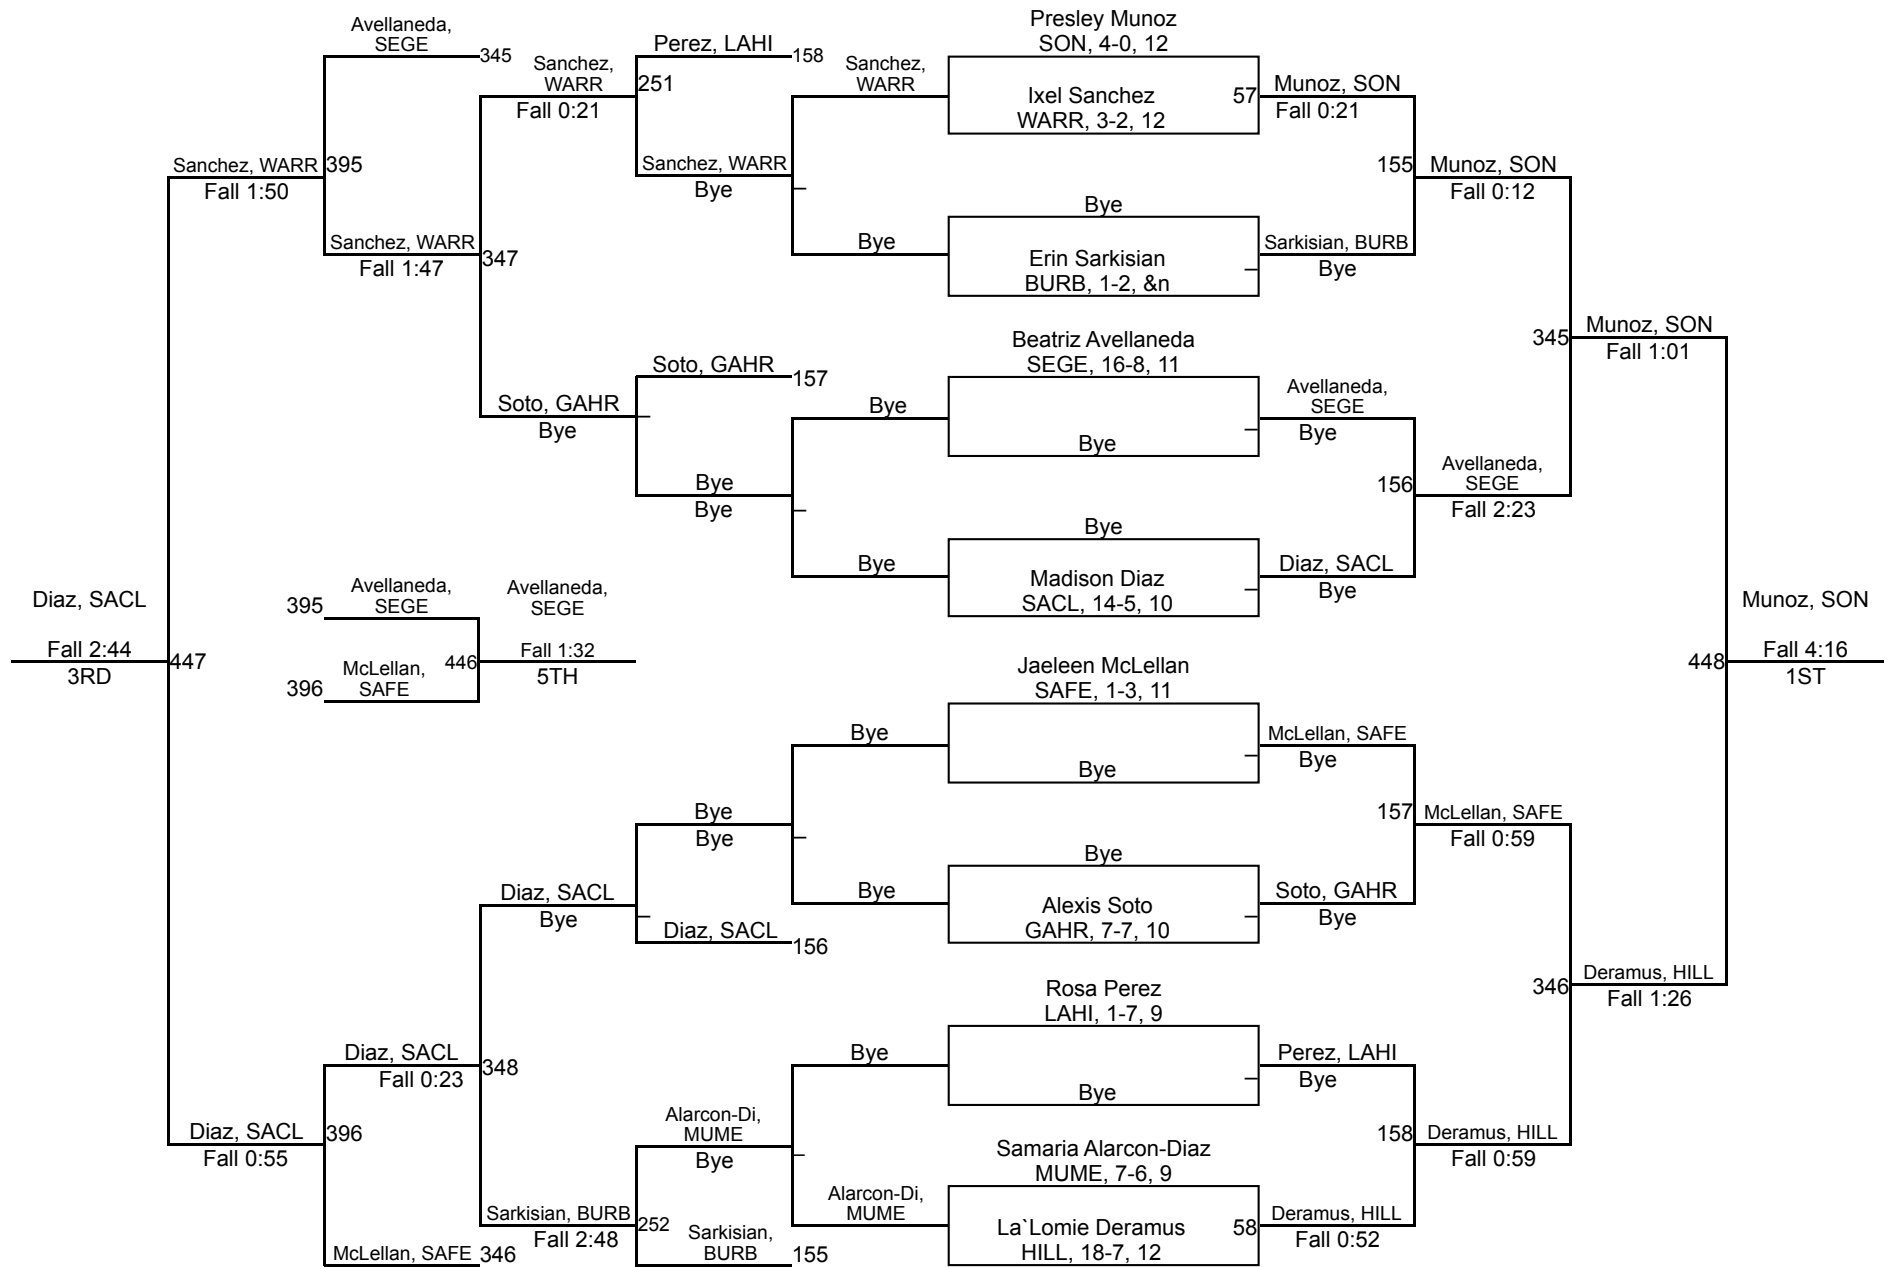 Avellaneda,
SEGE
345
Sanchez, WARR
Fall 1:50
395
Sanchez, WARR
Fall 1:47
347
Sanchez,
WARR
Fall 0:21
Perez, LAHI
158
251
Sanchez, WARR
Bye
Sanchez,
WARR
Bye
Soto, GAHR
Bye
Soto, GAHR
157
Bye
Bye
Bye
Bye
Diaz, SACL
Fall 2:44
3RD
447
395
Avellaneda,
SEGE
396
McLellan,
SAFE
446
Avellaneda,
SEGE
Fall 1:32
5TH
Bye
Bye
Bye
Bye
Diaz, SACL
Bye
Diaz, SACL
156
Diaz, SACL
Fall 0:23
348
Diaz, SACL
Fall 0:55
396
Bye
Alarcon-Di,
MUME
Bye
Alarcon-Di,
MUME
Sarkisian, BURB
Fall 2:48
252
Sarkisian,
BURB
155
McLellan, SAFE
346
Presley Munoz
SON, 4-0, 12
Ixel Sanchez
WARR, 3-2, 12
57
Munoz, SON
Fall 0:21
Bye
Erin Sarkisian
BURB, 1-2, &n
Sarkisian, BURB
Bye
155
Munoz, SON
Fall 0:12
Beatriz Avellaneda
SEGE, 16-8, 11
Bye
Avellaneda,
SEGE
Bye
Bye
Madison Diaz
SACL, 14-5, 10
Diaz, SACL
Bye
156
Avellaneda,
SEGE
Fall 2:23
345
Munoz, SON
Fall 1:01
Jaeleen McLellan
SAFE, 1-3, 11
Bye
McLellan, SAFE
Bye
Bye
Alexis Soto
GAHR, 7-7, 10
Soto, GAHR
Bye
157
McLellan, SAFE
Fall 0:59
Rosa Perez
LAHI, 1-7, 9
Bye
Perez, LAHI
Bye
Samaria Alarcon-Diaz
MUME, 7-6, 9
La`Lomie Deramus
HILL, 18-7, 12
58
Deramus, HILL
Fall 0:52
158
Deramus, HILL
Fall 0:59
346
Deramus, HILL
Fall 1:26
448
Munoz, SON
Fall 4:16
1ST